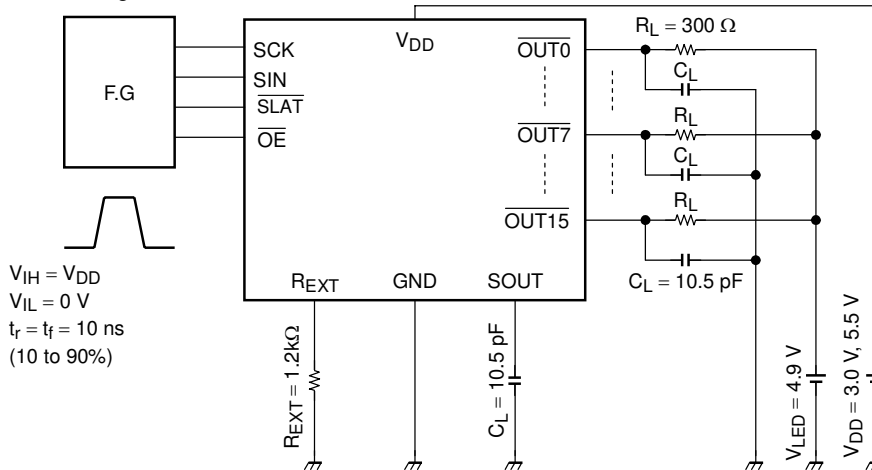 F.G
SCK
SIN
SLAT
OE
VDD
OUT0
OUT7
OUT15
REXT
GND
SOUT
RL = 300 Ω
CL
RL
CL
RL
CL = 10.5 pF
VIH = VDD
VIL = 0 V
tr = tf = 10 ns
(10 to 90%)
REXT = 1.2kΩ
CL = 10.5 pF
VLED = 4.9 V
VDD = 3.0 V, 5.5 V